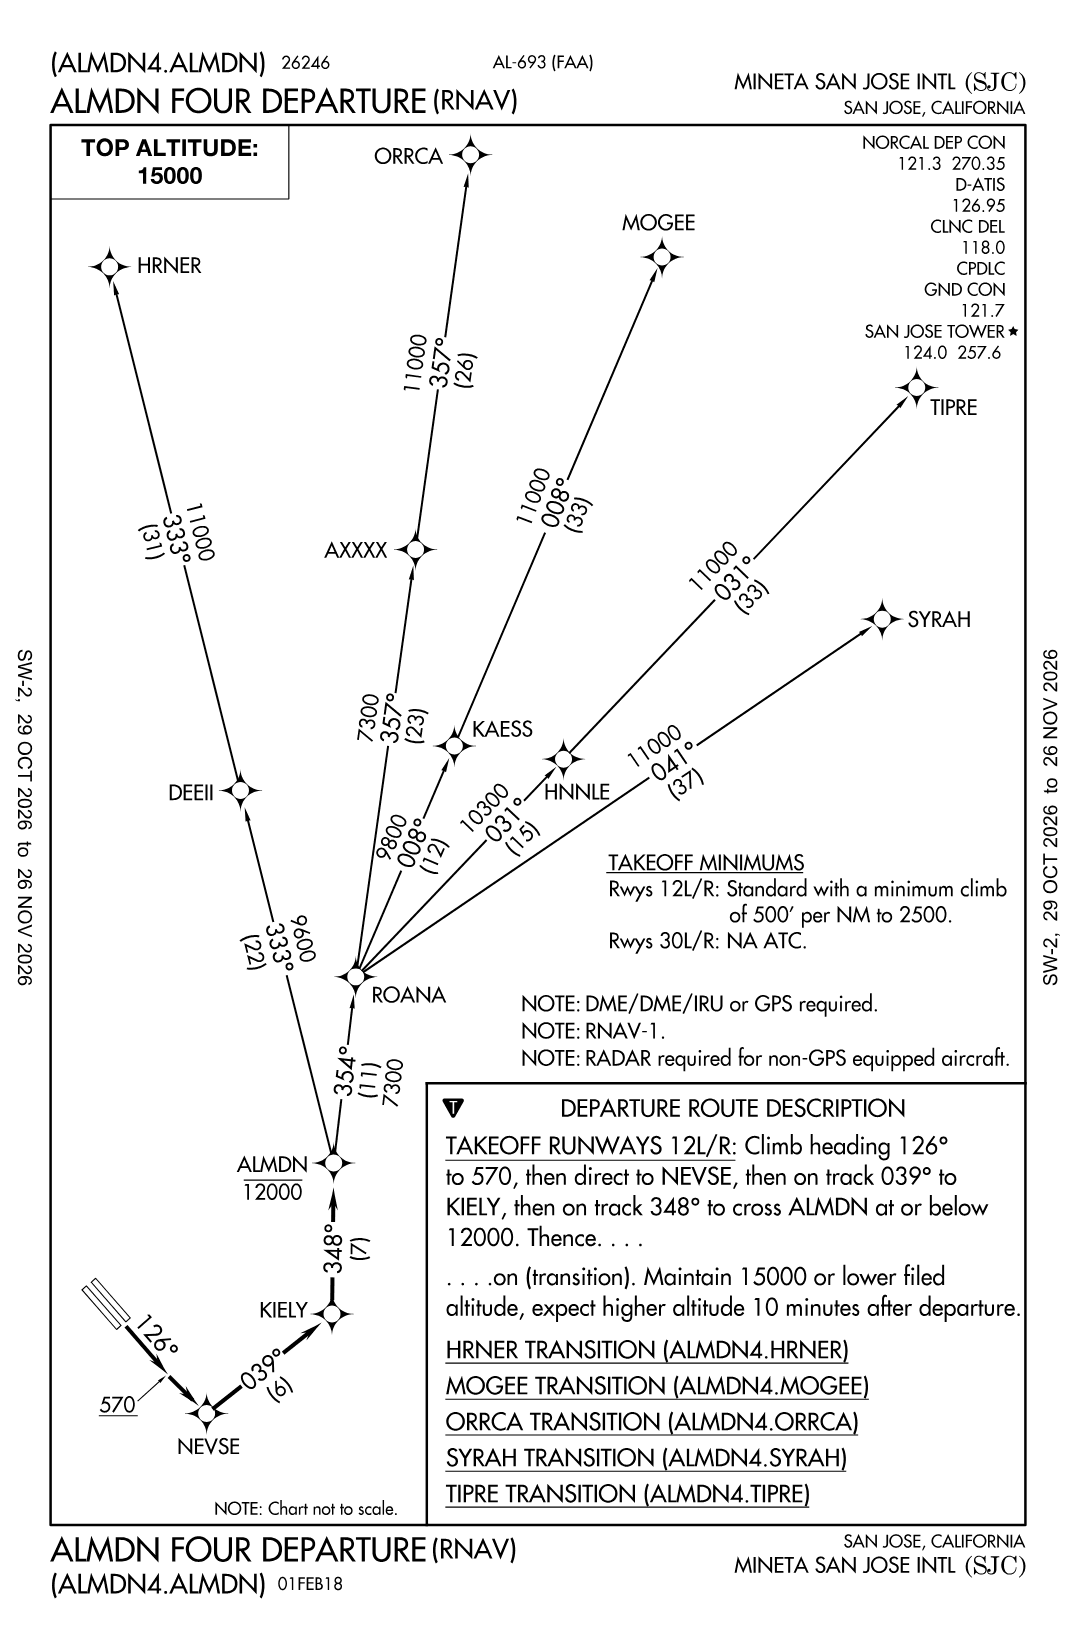 (ALMDN4.ALMDN) 26246
AL-693 (FAA)
ALMDN FOUR DEPARTURE (RNAV)
MINETA SAN JOSE INTL (SJC)
SAN JOSE, CALIFORNIA
TOP ALTITUDE:
15000
NORCAL DEP CON
121.3 270.35
D-ATIS
126.95
CLNC DEL
118.0
CPDLC
GND CON
121.7
SAN JOSE TOWER★
124.0 257.6
ORRCA
MOGEE
HRNER
TIPRE
11000
357°
(26)
11000
008°
(33)
11000
333°
(31)
AXXXX
11000
031°
(33)
SYRAH
7300
357°
(23)
KAESS
11000
041°
(37)
DEEII
HNNLE
9800
008°
(12)
10300
031°
(15)
9600
333°
(22)
ROANA
354°
(11)
7300
ALMDN
12000
348°
(7)
KIELY
126°
039°
(6)
570
NEVSE
TAKEOFF MINIMUMS
Rwys 12L/R: Standard with a minimum climb
of 500' per NM to 2500.
Rwys 30L/R: NA ATC.
NOTE: DME/DME/IRU or GPS required.
NOTE: RNAV-1.
NOTE: RADAR required for non-GPS equipped aircraft.
T
DEPARTURE ROUTE DESCRIPTION
TAKEOFF RUNWAYS 12L/R: Climb heading 126°
to 570, then direct to NEVSE, then on track 039° to
KIELY, then on track 348° to cross ALMDN at or below
12000. Thence. . . .
. . . .on (transition). Maintain 15000 or lower filed
altitude, expect higher altitude 10 minutes after departure.
HRNER TRANSITION (ALMDN4.HRNER)
MOGEE TRANSITION (ALMDN4.MOGEE)
ORRCA TRANSITION (ALMDN4.ORRCA)
SYRAH TRANSITION (ALMDN4.SYRAH)
TIPRE TRANSITION (ALMDN4.TIPRE)
NOTE: Chart not to scale.
SW-2, 29 OCT 2026 to 26 NOV 2026
SW-2, 29 OCT 2026 to 26 NOV 2026
ALMDN FOUR DEPARTURE (RNAV)
(ALMDN4.ALMDN) 01FEB18
SAN JOSE, CALIFORNIA
MINETA SAN JOSE INTL (SJC)